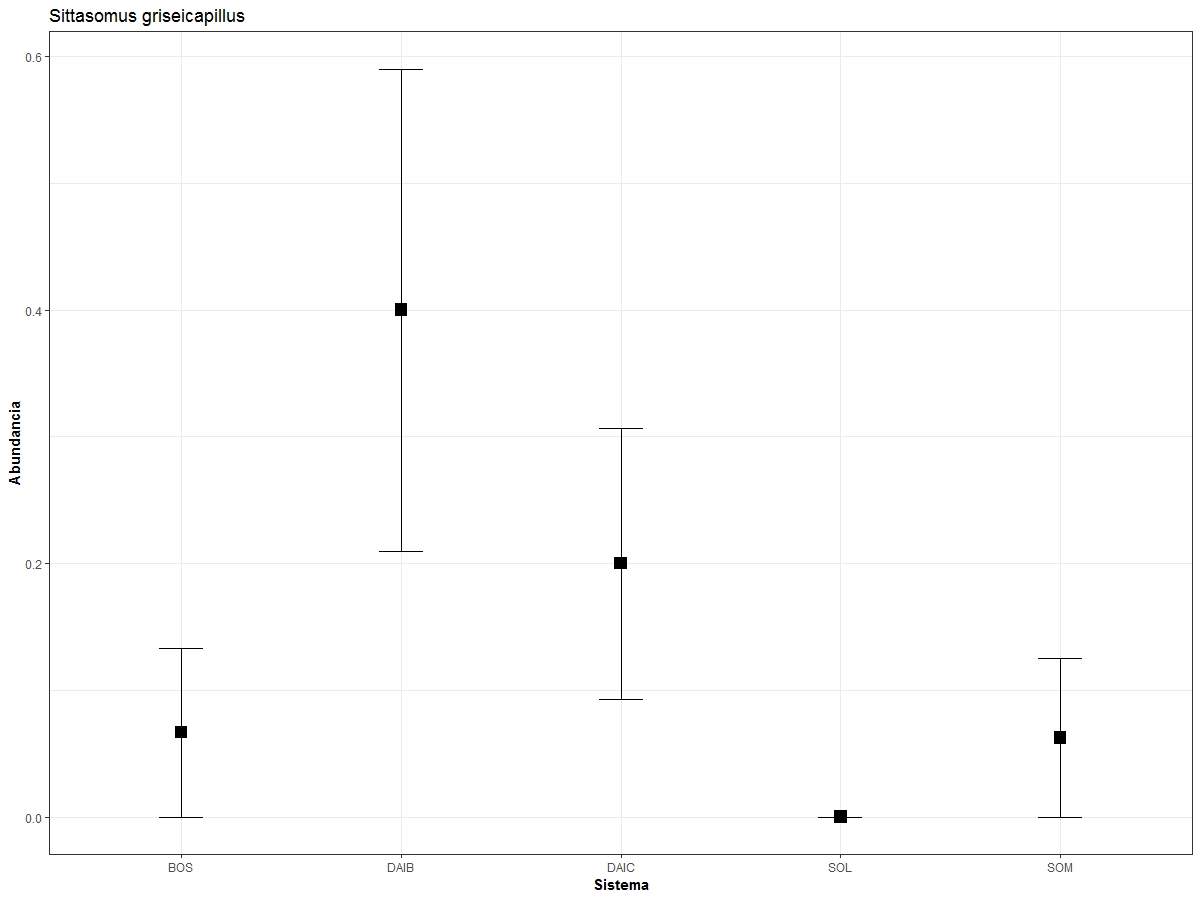 Sittasomus griseicapillus
0.6
0.4
0.2
0.0
Abundancia
BOS DAIB DAIC SOL SOM
Sistema